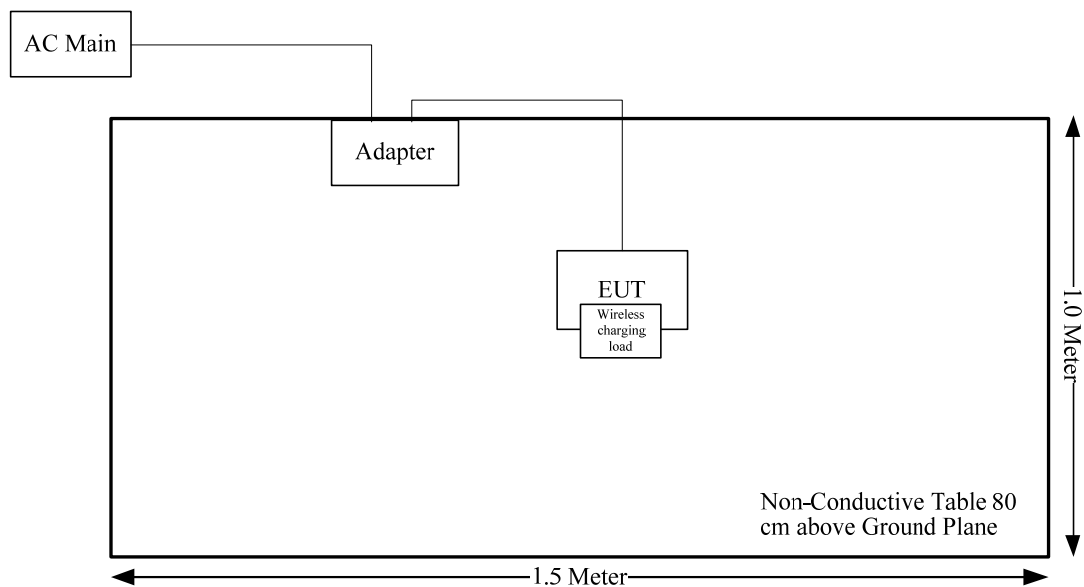 AC Main
Adapter
EUT
Wireless
charging
load
1.0 Meter
Non-Conductive Table 80
cm above Ground Plane
1.5 Meter